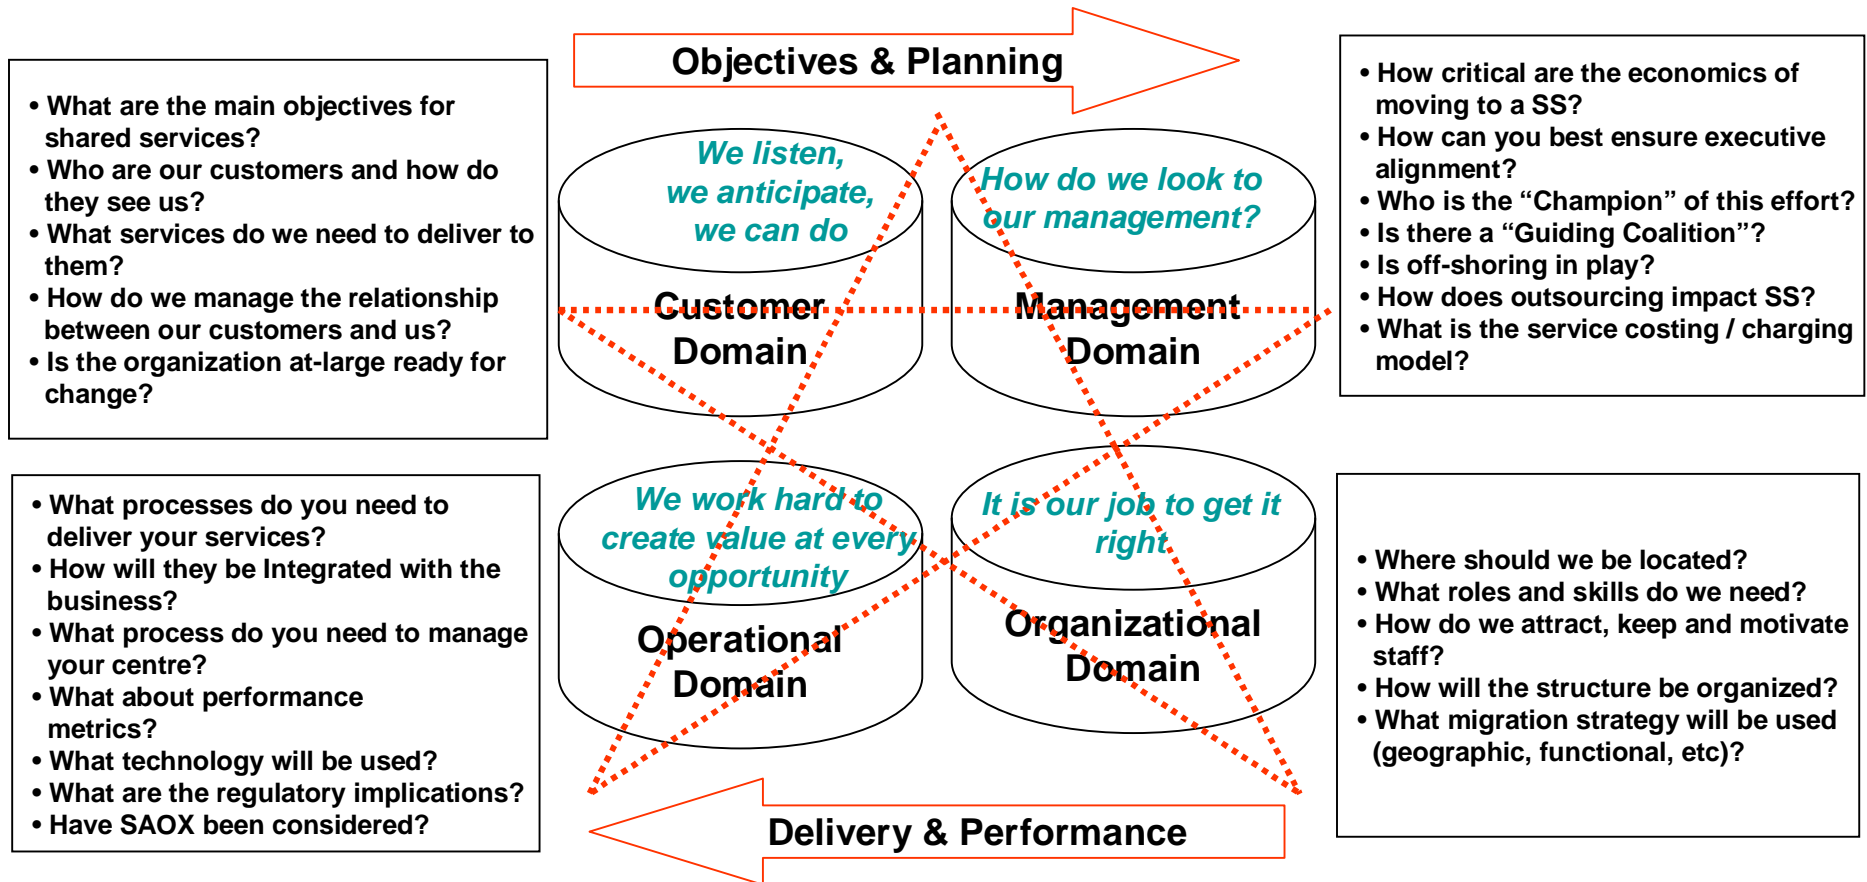 Objectives & Planning
• What are the main objectives for
shared services?
• Who are our customers and how do
they see us?
• What services do we need to deliver to
them?
• How do we manage the relationship
between our customers and us?
• Is the organization at-large ready for
change?
We listen,
we anticipate,
we can do
Customer
Domain
How do we look to
our management?
Management
Domain
• How critical are the economics of
moving to a SS?
• How can you best ensure executive
alignment?
• Who is the “Champion” of this effort?
• Is there a “Guiding Coalition”?
• Is off-shoring in play?
• How does outsourcing impact SS?
• What is the service costing / charging
model?
• What processes do you need to
deliver your services?
• How will they be Integrated with the
business?
• What process do you need to manage
your centre?
• What about performance
metrics?
• What technology will be used?
• What are the regulatory implications?
• Have SAOX been considered?
We work hard to
create value at every
opportunity
Operational
Domain
It is our job to get it
right
Organizational
Domain
• Where should we be located?
• What roles and skills do we need?
• How do we attract, keep and motivate
staff?
• How will the structure be organized?
• What migration strategy will be used
(geographic, functional, etc)?
Delivery & Performance